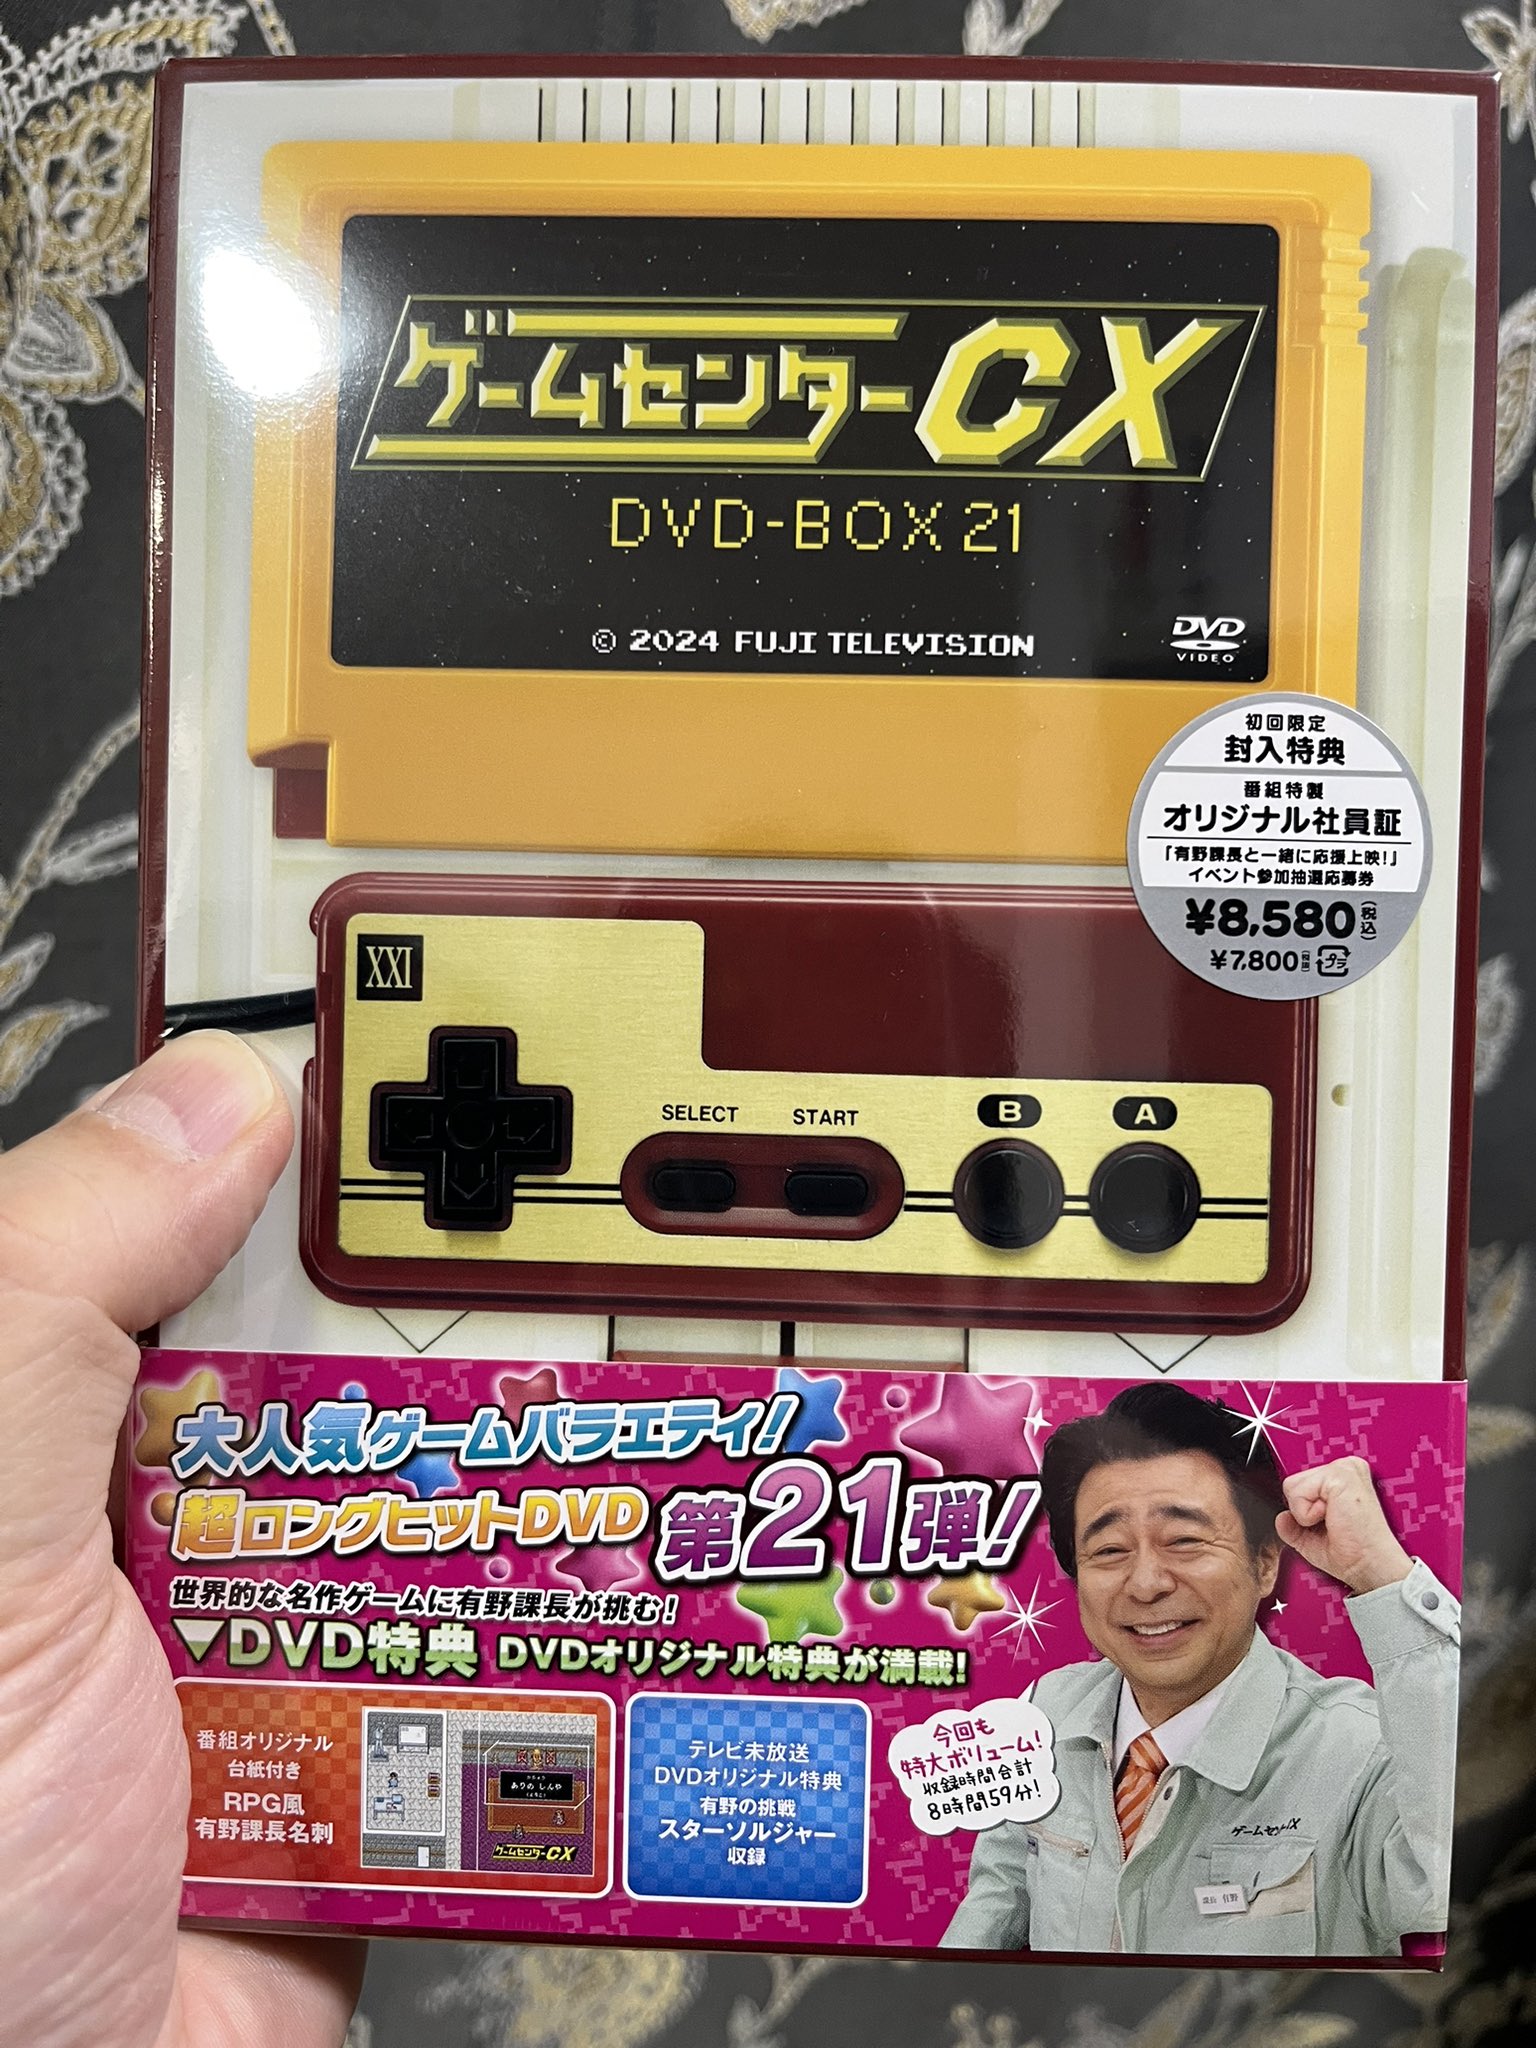 ゲームセンターCX
DVD-BOX 21
© 2024 FUJI TELEVISION
DVD
VIDEO
初回限定
封入特典
番組特製
オリジナル社員証
「有野課長と一緒に応援上映!」
イベント参加抽選応募券
¥8,580(税込)
¥7,800(税抜)
プラ
XXI
SELECT
START
B
A
大人気ゲームバラエティ!
超ロングヒットDVD 第21弾!
世界的な名作ゲームに有野課長が挑む!
▼DVD特典 DVDオリジナル特典が満載!
番組オリジナル
台紙付き
RPG風
有野課長名刺
ありの しんや
ゲームセンターCX
テレビ未放送
DVDオリジナル特典
有野の挑戦
スターソルジャー
収録
今回も
特大ボリューム!
収録時間合計
8時間59分!
ゲームセンターCX
課長 有野